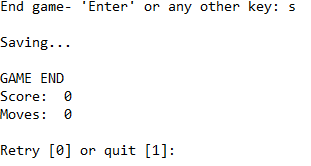 End game- 'Enter' or any other key: s
Saving...
GAME END
Score:  0
Moves:  0
Retry [0] or quit [1]: